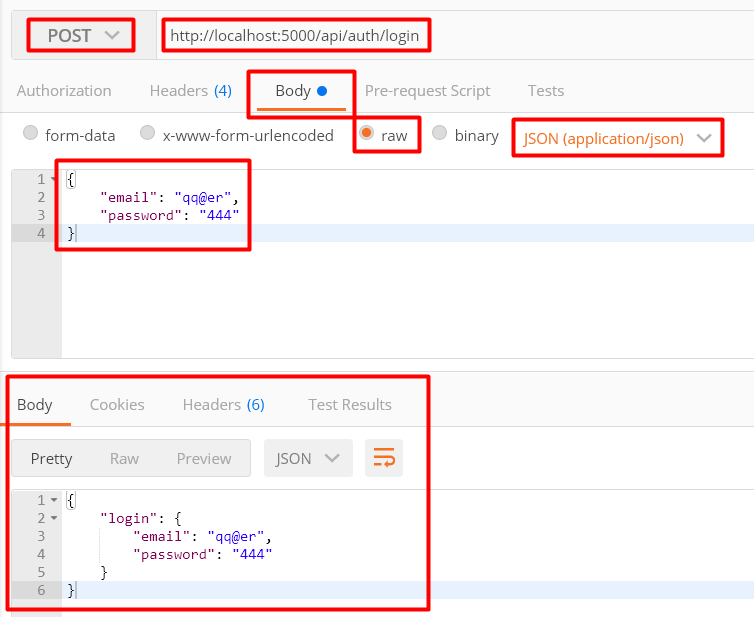 POST http://localhost:5000/api/auth/login
Authorization Headers (4) Body Pre-request Script Tests
form-data x-www-form-urlencoded raw binary JSON (application/json)
1 {
2 "email": "qq@er",
3 "password": "444"
4 }
Body Cookies Headers (6) Test Results
Pretty Raw Preview JSON
1 {
2 "login": {
3 "email": "qq@er",
4 "password": "444"
5 }
6 }